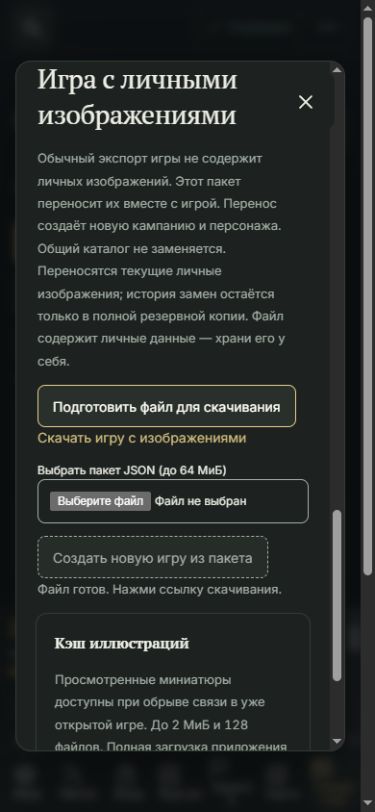 Игра с личными
изображениями
Обычный экспорт игры не содержит
личных изображений. Этот пакет
переносит их вместе с игрой. Перенос
создаёт новую кампанию и персонажа.
Общий каталог не заменяется.
Переносятся текущие личные
изображения; история замен остаётся
только в полной резервной копии. Файл
содержит личные данные — храни его у
себя.
Подготовить файл для скачивания
Скачать игру с изображениями
Выбрать пакет JSON (до 64 МиБ)
Выберите файл Файл не выбран
Создать новую игру из пакета
Файл готов. Нажми ссылку скачивания.
Кэш иллюстраций
Просмотренные миниатюры
доступны при обрыве связи в уже
открытой игре. До 2 МиБ и 128
файлов. Полная загрузка приложения